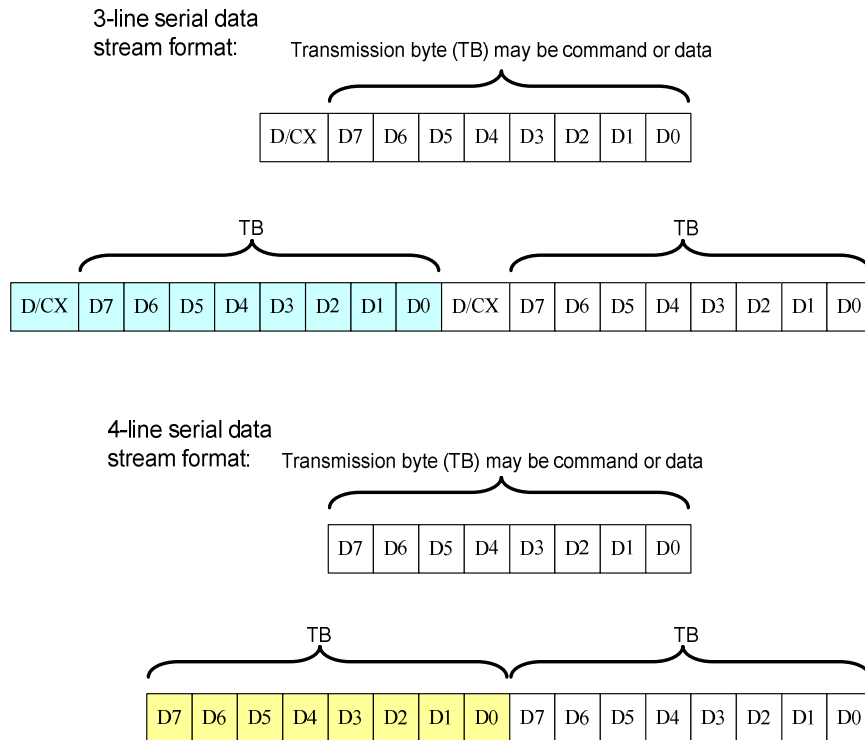 3-line serial data
stream format:
Transmission byte (TB) may be command or data
D/CX D7 D6 D5 D4 D3 D2 D1 D0
TB TB
D/CX D7 D6 D5 D4 D3 D2 D1 D0 D/CX D7 D6 D5 D4 D3 D2 D1 D0
4-line serial data
stream format:
Transmission byte (TB) may be command or data
D7 D6 D5 D4 D3 D2 D1 D0
TB TB
D7 D6 D5 D4 D3 D2 D1 D0 D7 D6 D5 D4 D3 D2 D1 D0